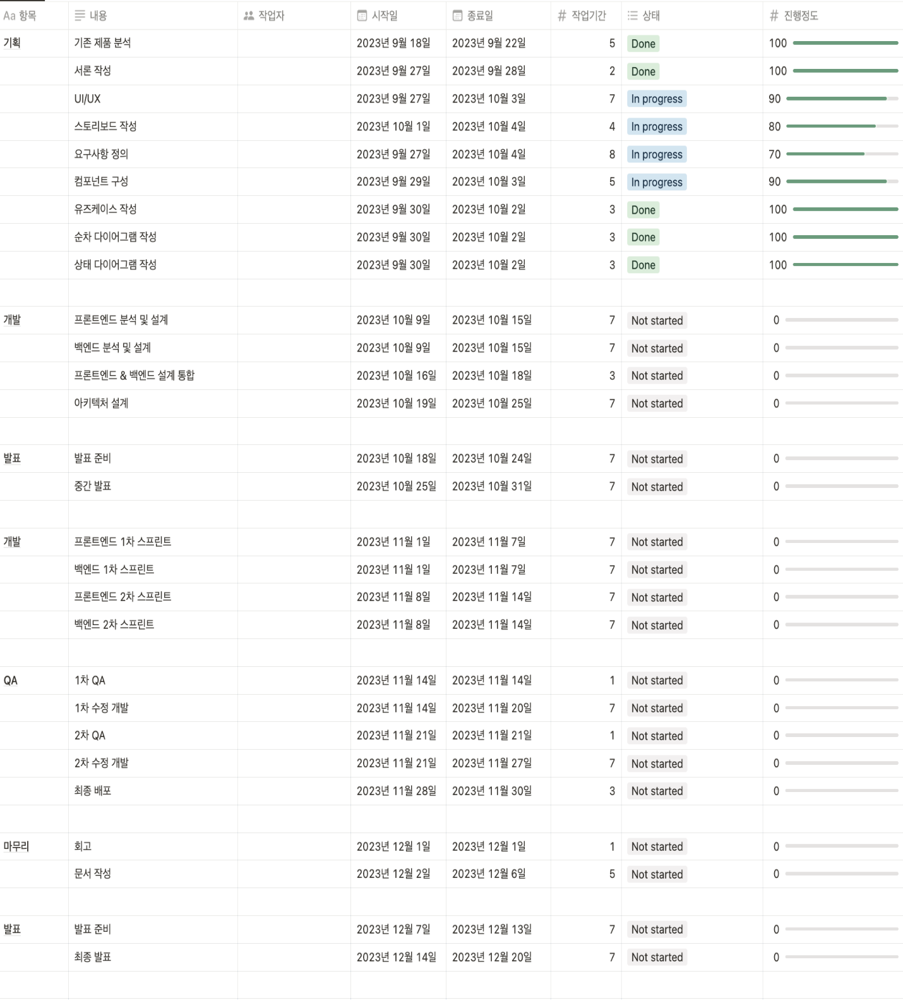 Aa 항목 내용 작업자 시작일 종료일 # 작업기간 상태 # 진행정도
기획 기존 제품 분석 2023년 9월 18일 2023년 9월 22일 5 Done 100
서론 작성 2023년 9월 27일 2023년 9월 28일 2 Done 100
UI/UX 2023년 9월 27일 2023년 10월 3일 7 In progress 90
스토리보드 작성 2023년 10월 1일 2023년 10월 4일 4 In progress 80
요구사항 정의 2023년 9월 27일 2023년 10월 4일 8 In progress 70
컴포넌트 구성 2023년 9월 29일 2023년 10월 3일 5 In progress 90
유즈케이스 작성 2023년 9월 30일 2023년 10월 2일 3 Done 100
순차 다이어그램 작성 2023년 9월 30일 2023년 10월 2일 3 Done 100
상태 다이어그램 작성 2023년 9월 30일 2023년 10월 2일 3 Done 100
개발 프론트엔드 분석 및 설계 2023년 10월 9일 2023년 10월 15일 7 Not started 0
백엔드 분석 및 설계 2023년 10월 9일 2023년 10월 15일 7 Not started 0
프론트엔드 & 백엔드 설계 통합 2023년 10월 16일 2023년 10월 18일 3 Not started 0
아키텍처 설계 2023년 10월 19일 2023년 10월 25일 7 Not started 0
발표 발표 준비 2023년 10월 18일 2023년 10월 24일 7 Not started 0
중간 발표 2023년 10월 25일 2023년 10월 31일 7 Not started 0
개발 프론트엔드 1차 스프린트 2023년 11월 1일 2023년 11월 7일 7 Not started 0
백엔드 1차 스프린트 2023년 11월 1일 2023년 11월 7일 7 Not started 0
프론트엔드 2차 스프린트 2023년 11월 8일 2023년 11월 14일 7 Not started 0
백엔드 2차 스프린트 2023년 11월 8일 2023년 11월 14일 7 Not started 0
QA 1차 QA 2023년 11월 14일 2023년 11월 14일 1 Not started 0
1차 수정 개발 2023년 11월 14일 2023년 11월 20일 7 Not started 0
2차 QA 2023년 11월 21일 2023년 11월 21일 1 Not started 0
2차 수정 개발 2023년 11월 21일 2023년 11월 27일 7 Not started 0
최종 배포 2023년 11월 28일 2023년 11월 30일 3 Not started 0
마무리 회고 2023년 12월 1일 2023년 12월 1일 1 Not started 0
문서 작성 2023년 12월 2일 2023년 12월 6일 5 Not started 0
발표 발표 준비 2023년 12월 7일 2023년 12월 13일 7 Not started 0
최종 발표 2023년 12월 14일 2023년 12월 20일 7 Not started 0